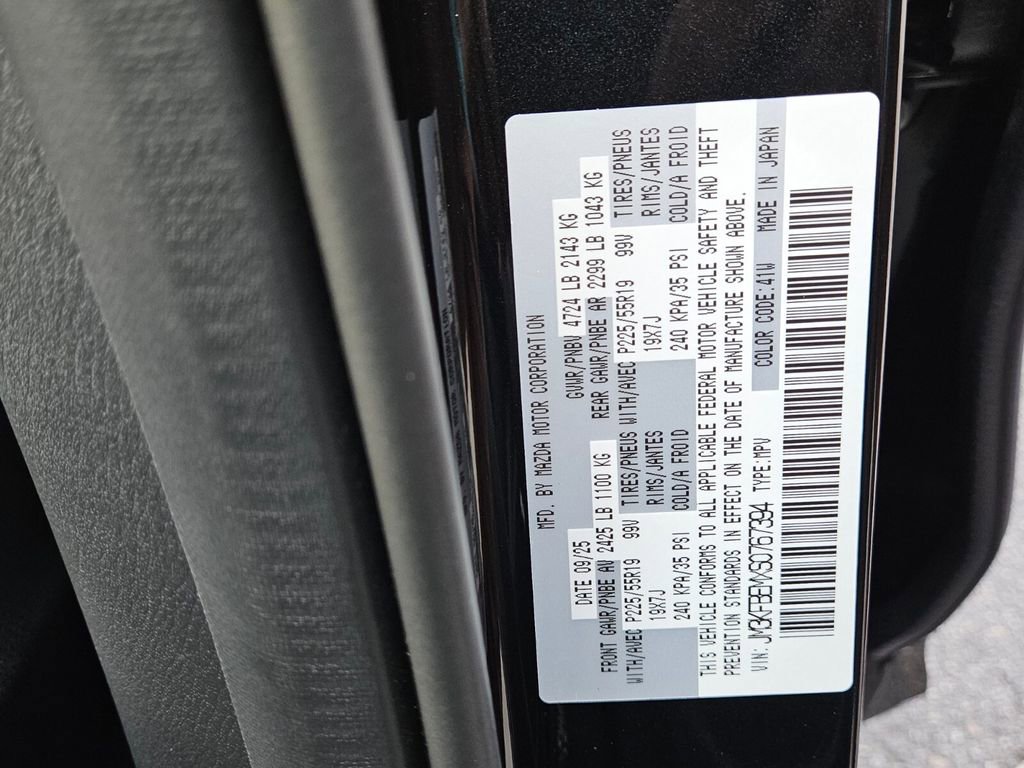 MFD. BY MAZDA MOTOR CORPORATION
DATE 09/25 GVWR/PNBV 4724 LB 2143 KG
FRONT GAWR/PNBE AV 2425 LB 1100 KG REAR GAWR/PNBE AR 2299 LB 1043 KG
WITH/AVEC P225/55R19 99V TIRES/PNEUS WITH/AVEC P225/55R19 99V TIRES/PNEUS
19X7J RIMS/JANTES 19X7J RIMS/JANTES
240 KPA/35 PSI COLD/A FROID 240 KPA/35 PSI COLD/A FROID
THIS VEHICLE CONFORMS TO ALL APPLICABLE FEDERAL MOTOR VEHICLE SAFETY AND THEFT
PREVENTION STANDARDS IN EFFECT ON THE DATE OF MANUFACTURE SHOWN ABOVE.
VIN: JM3KFBEMXS0767394 TYPE:MPV COLOR CODE:41W MADE IN JAPAN